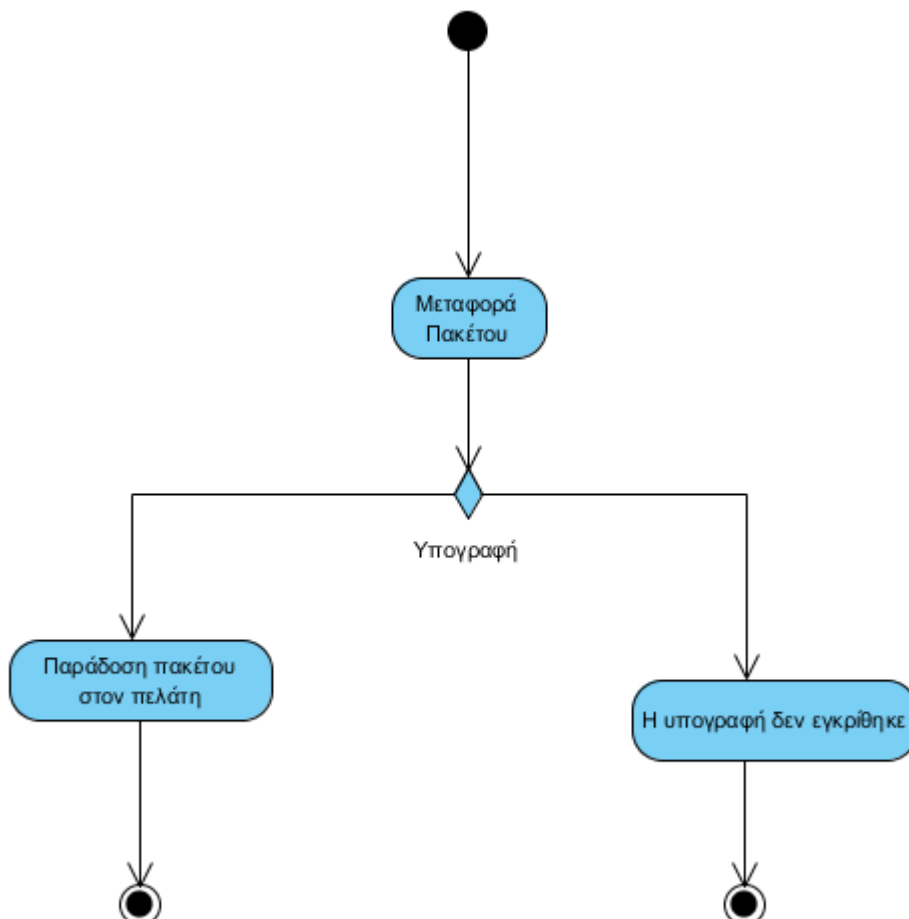 Μεταφορά
Πακέτου
Υπογραφή
Παράδοση πακέτου
στον πελάτη
Η υπογραφή δεν εγκρίθηκε